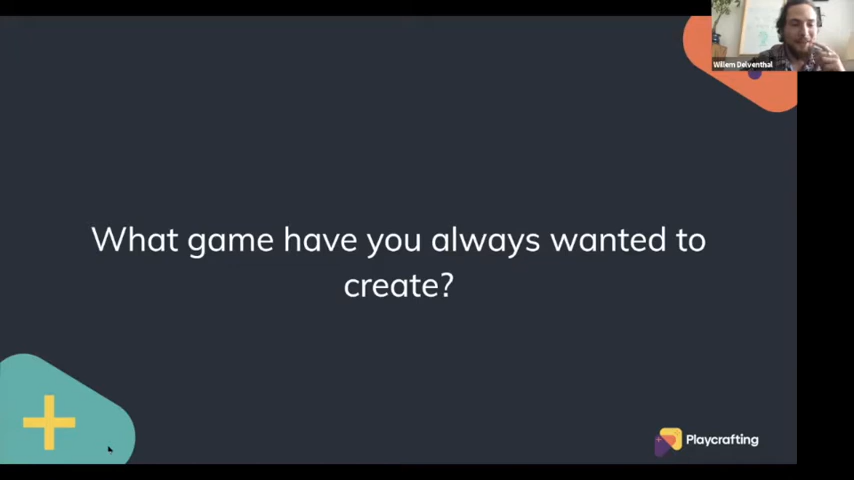 Willem Delventhal
What game have you always wanted to
create?
Playcrafting